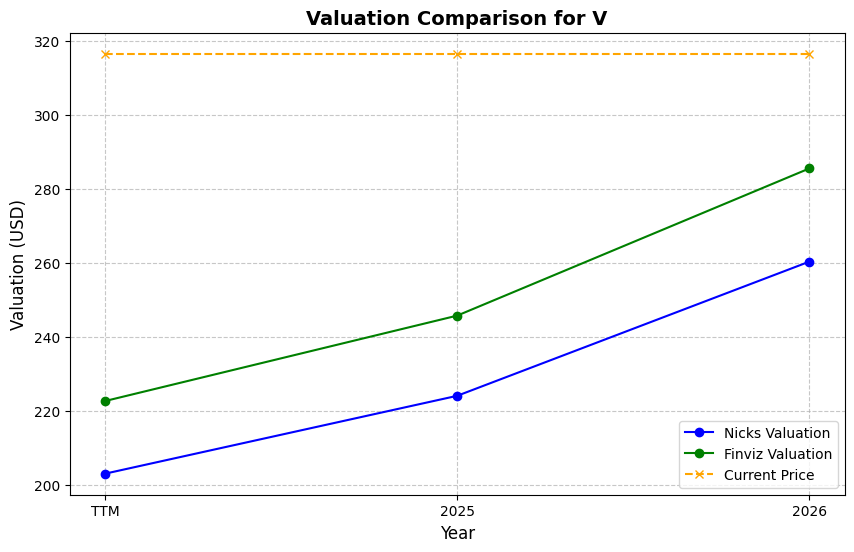 Valuation Comparison for V
Valuation (USD)
320
300
280
260
240
220
200
TTM
2025
2026
Year
Nicks Valuation
Finviz Valuation
Current Price